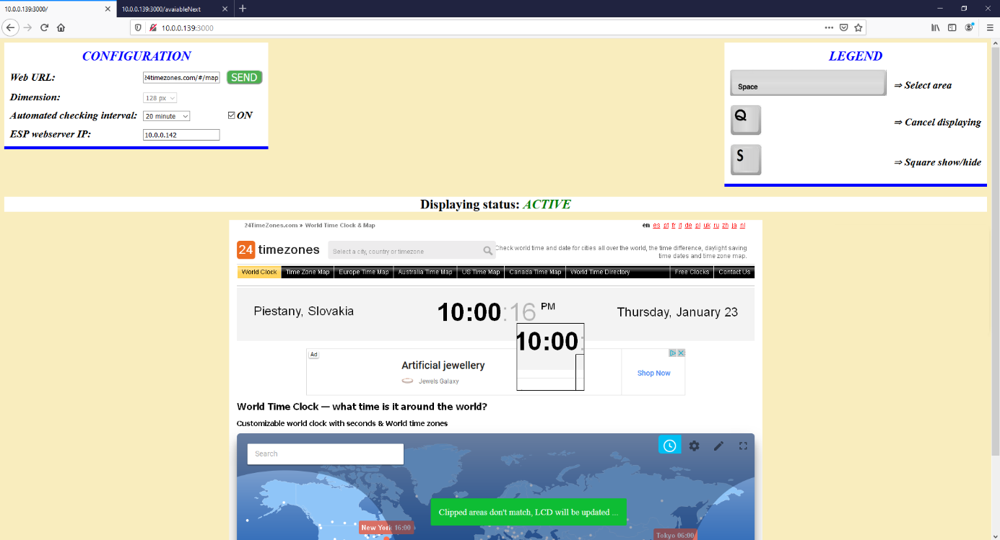 10.0.0.139:3000/
10.0.0.139:3000/avaiableNext
10.0.0.139:3000
CONFIGURATION
Web URL: 24timezones.com/#/map SEND
Dimension: 128 px
Automated checking interval: 20 minute ON
ESP webserver IP: 10.0.0.142
LEGEND
Space ⇒ Select area
Q ⇒ Cancel displaying
S ⇒ Square show/hide
Displaying status: ACTIVE
24TimeZones.com » World Time Clock & Map
en es pt fr it de pl uk ru zh ja nl
24 timezones
Select a city, country or timezone
Check world time and date for cities all over the world, the time difference, daylight saving
time dates and time zone map.
World Clock Time Zone Map Europe Time Map Australia Time Map US Time Map Canada Time Map World Time Directory Free Clocks Contact Us
Piestany, Slovakia
10:00:16 PM
Thursday, January 23
10:00:
Ad
Artificial jewellery
Jewels Galaxy
Shop Now
World Time Clock — what time is it around the world?
Customizable world clock with seconds & World time zones
Search
Clipped areas don't match, LCD will be updated ...
New York 16:00
Tokyo 06:00